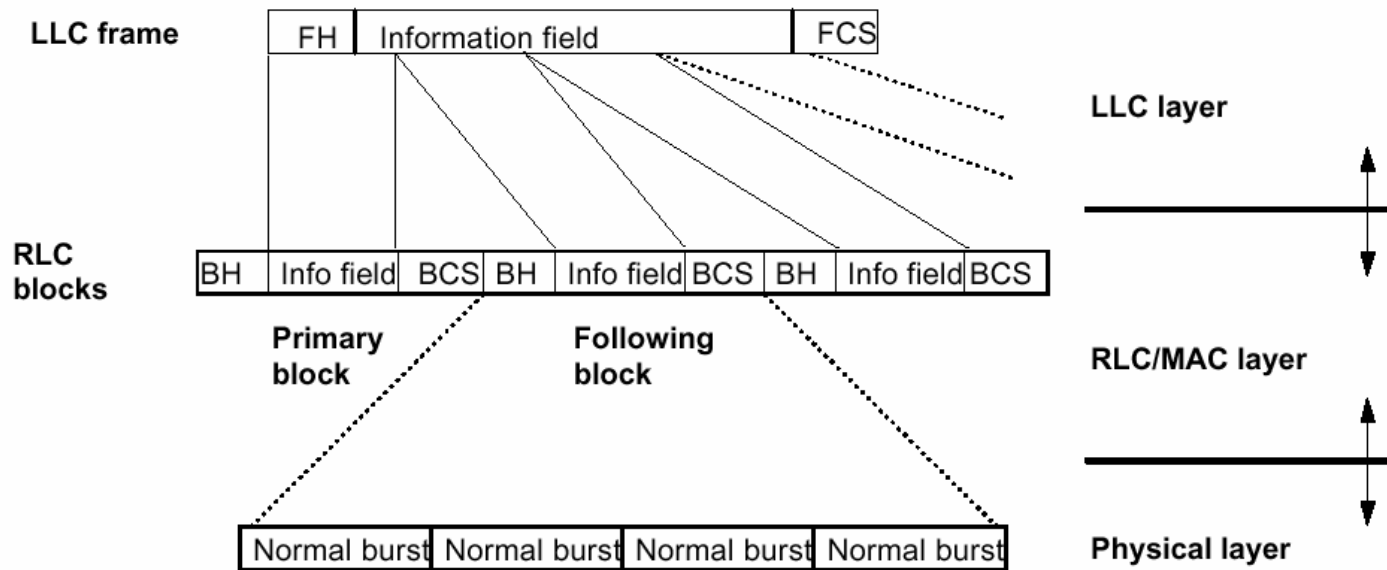 LLC frame
FH Information field FCS
LLC layer
RLC
blocks
BH Info field BCS BH Info field BCS BH Info field BCS
Primary
block
Following
block
RLC/MAC layer
Normal burst Normal burst Normal burst Normal burst
Physical layer